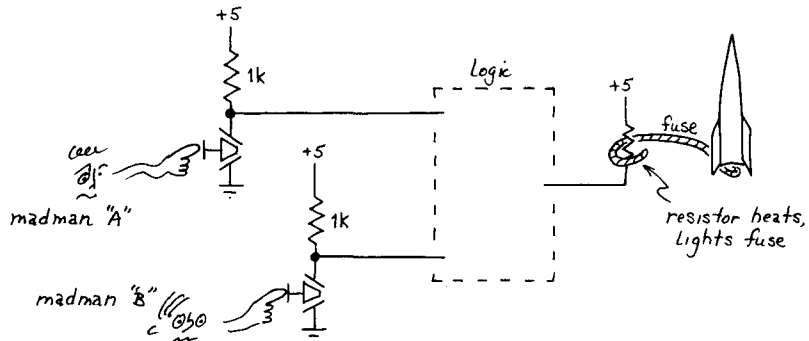 +5
1k
Logic
+5
fuse
madman "A"
+5
1k
resistor heats,
lights fuse
madman "B"